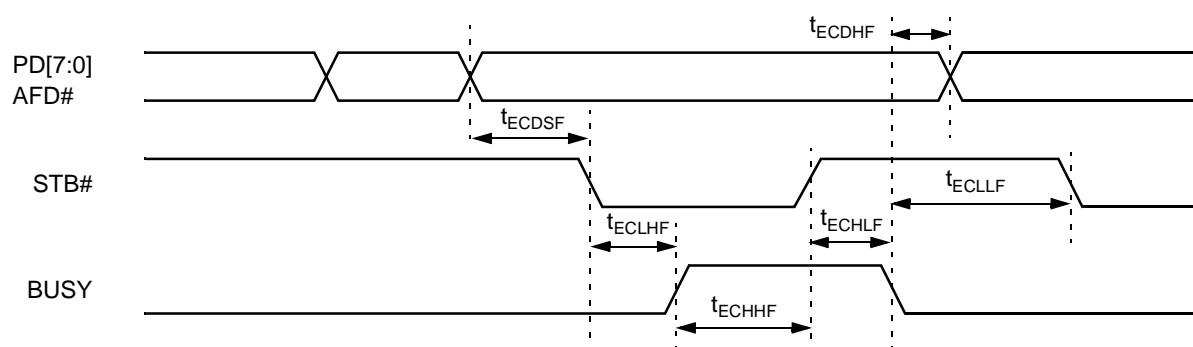 tECDHF
PD[7:0]
AFD#
tECDSF
STB#
tECLLF
tECLHF
tECHLF
BUSY
tECHHF